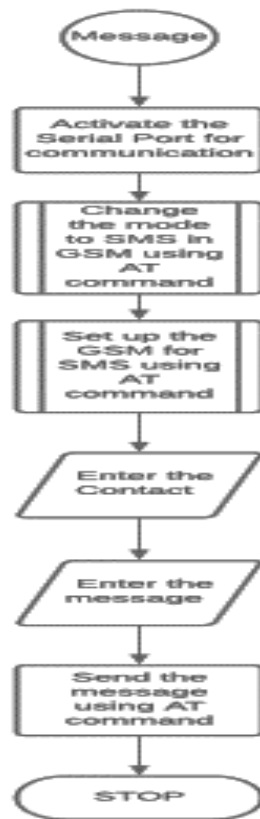 Message
Activate the
Serial Port for
communication
Change
the mode
to SMS in
GSM using
AT
command
Set up the
GSM for
SMS using
AT
command
Enter the
Contact
Enter the
message
Send the
message
using AT
command
STOP